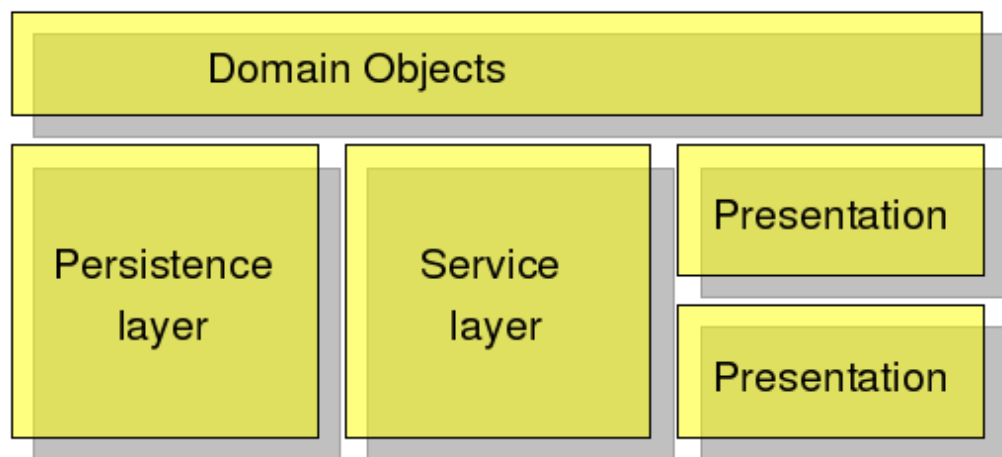 Domain Objects
Persistence
layer
Service
layer
Presentation
Presentation